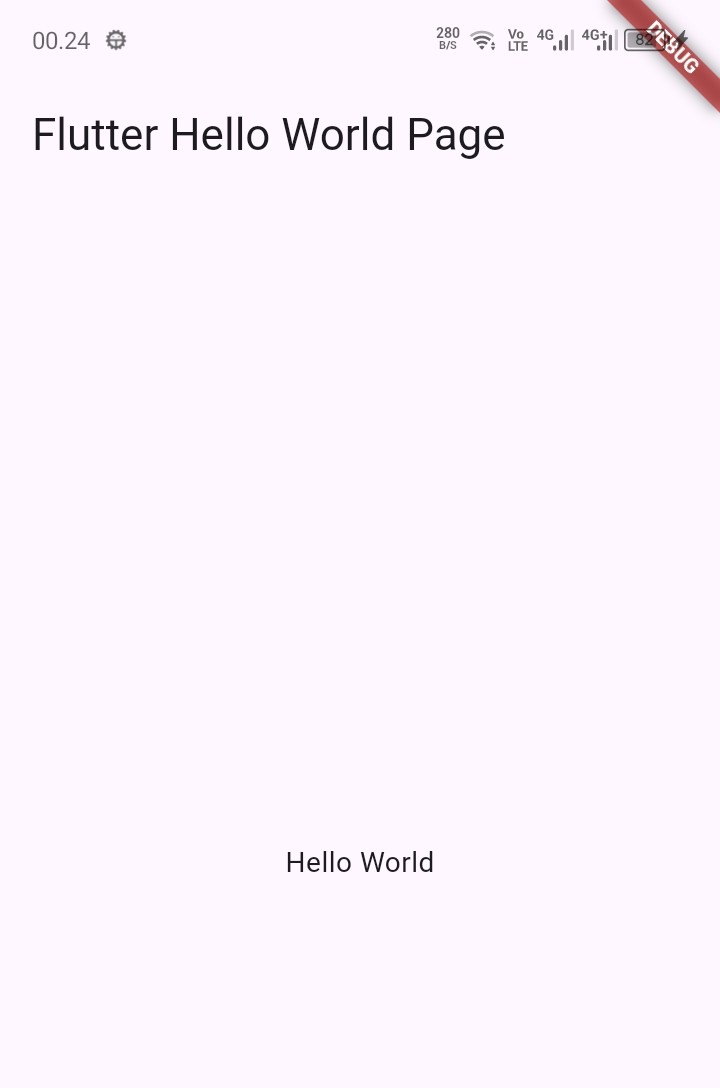 00.24 280 B/S Vo LTE 4G 4G+ 82 DEBUG
Flutter Hello World Page
Hello World